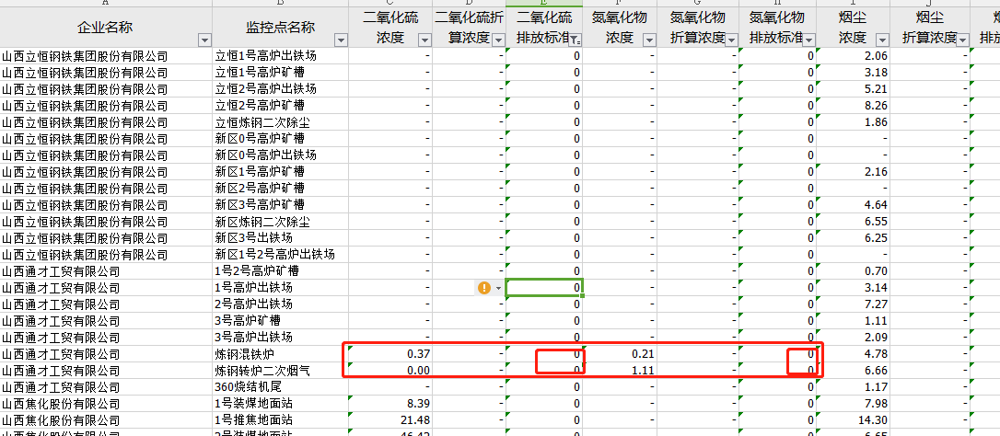 A B C D E F G H I J
企业名称 监控点名称 二氧化硫浓度 二氧化硫折算浓度 二氧化硫排放标准 氮氧化物浓度 氮氧化物折算浓度 氮氧化物排放标准 烟尘浓度 烟尘折算浓度
山西立恒钢铁集团股份有限公司 立恒1号高炉出铁场 - - 0 - - 0 2.06 -
山西立恒钢铁集团股份有限公司 立恒1号高炉矿槽 - - 0 - - 0 3.18 -
山西立恒钢铁集团股份有限公司 立恒2号高炉出铁场 - - 0 - - 0 5.21 -
山西立恒钢铁集团股份有限公司 立恒2号高炉矿槽 - - 0 - - 0 8.26 -
山西立恒钢铁集团股份有限公司 立恒炼钢二次除尘 - - 0 - - 0 1.86 -
山西立恒钢铁集团股份有限公司 新区0号高炉矿槽 - - 0 - - 0 - -
山西立恒钢铁集团股份有限公司 新区0号高炉出铁场 - - 0 - - 0 - -
山西立恒钢铁集团股份有限公司 新区1号高炉矿槽 - - 0 - - 0 2.16 -
山西立恒钢铁集团股份有限公司 新区2号高炉矿槽 - - 0 - - 0 - -
山西立恒钢铁集团股份有限公司 新区3号高炉矿槽 - - 0 - - 0 4.64 -
山西立恒钢铁集团股份有限公司 新区炼钢二次除尘 - - 0 - - 0 6.55 -
山西立恒钢铁集团股份有限公司 新区3号出铁场 - - 0 - - 0 6.25 -
山西立恒钢铁集团股份有限公司 新区1号2号高炉出铁场 - - 0 - - 0 - -
山西通才工贸有限公司 1号2号高炉矿槽 - - 0 - - 0 0.70 -
山西通才工贸有限公司 1号高炉出铁场 - - 0 - - 0 3.14 -
山西通才工贸有限公司 2号高炉出铁场 - - 0 - - 0 7.27 -
山西通才工贸有限公司 3号高炉矿槽 - - 0 - - 0 1.11 -
山西通才工贸有限公司 3号高炉出铁场 - - 0 - - 0 2.09 -
山西通才工贸有限公司 炼钢混铁炉 0.37 - 0 0.21 - 0 4.78 -
山西通才工贸有限公司 炼钢转炉二次烟气 0.00 - 0 1.11 - 0 6.66 -
山西通才工贸有限公司 360烧结机尾 - - 0 - - 0 1.17 -
山西焦化股份有限公司 1号装煤地面站 8.39 - 0 - - 0 7.98 -
山西焦化股份有限公司 1号推焦地面站 21.48 - 0 - - 0 14.30 -